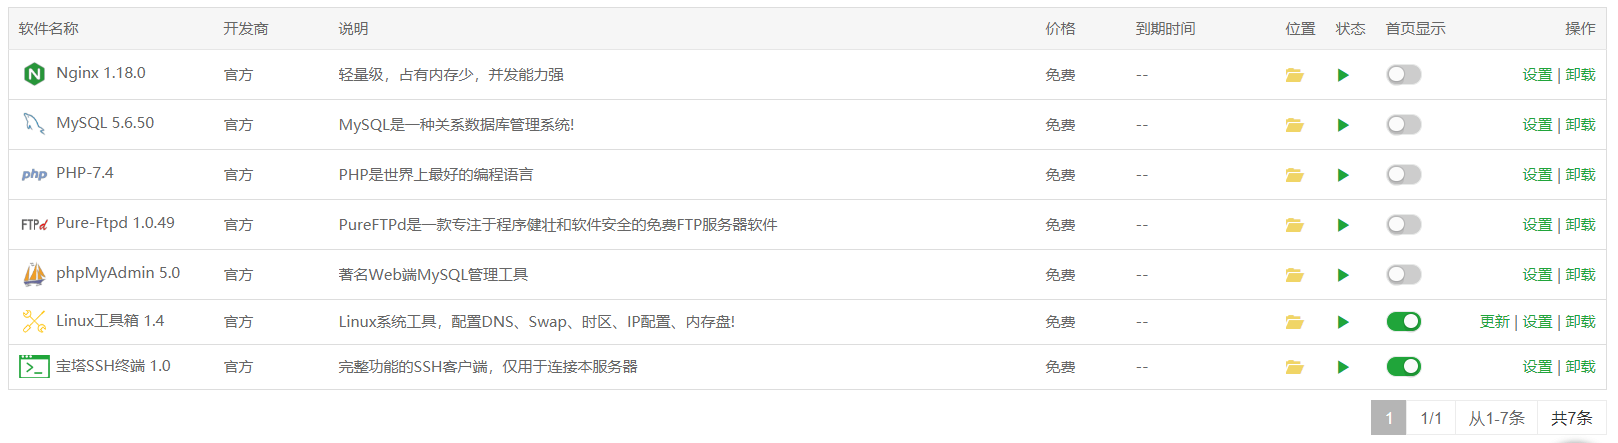 软件名称 开发商 说明 价格 到期时间 位置 状态 首页显示 操作
Nginx 1.18.0 官方 轻量级，占有内存少，并发能力强 免费 -- 设置 | 卸载
MySQL 5.6.50 官方 MySQL是一种关系数据库管理系统! 免费 -- 设置 | 卸载
php PHP-7.4 官方 PHP是世界上最好的编程语言 免费 -- 设置 | 卸载
FTPd Pure-Ftpd 1.0.49 官方 PureFTPd是一款专注于程序健壮和软件安全的免费FTP服务器软件 免费 -- 设置 | 卸载
phpMyAdmin 5.0 官方 著名Web端MySQL管理工具 免费 -- 设置 | 卸载
Linux工具箱 1.4 官方 Linux系统工具，配置DNS、Swap、时区、IP配置、内存盘! 免费 -- 更新 | 设置 | 卸载
宝塔SSH终端 1.0 官方 完整功能的SSH客户端，仅用于连接本服务器 免费 -- 设置 | 卸载
1 1/1 从1-7条 共7条